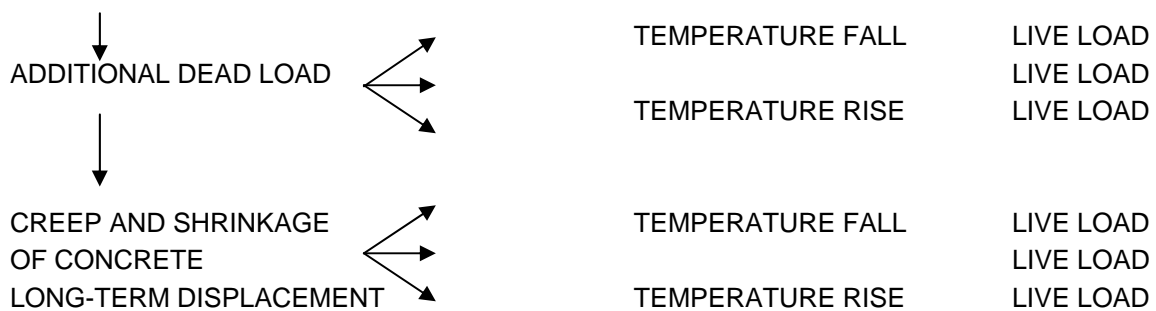 TEMPERATURE FALL LIVE LOAD
ADDITIONAL DEAD LOAD LIVE LOAD
TEMPERATURE RISE LIVE LOAD
CREEP AND SHRINKAGE TEMPERATURE FALL LIVE LOAD
OF CONCRETE LIVE LOAD
LONG-TERM DISPLACEMENT TEMPERATURE RISE LIVE LOAD